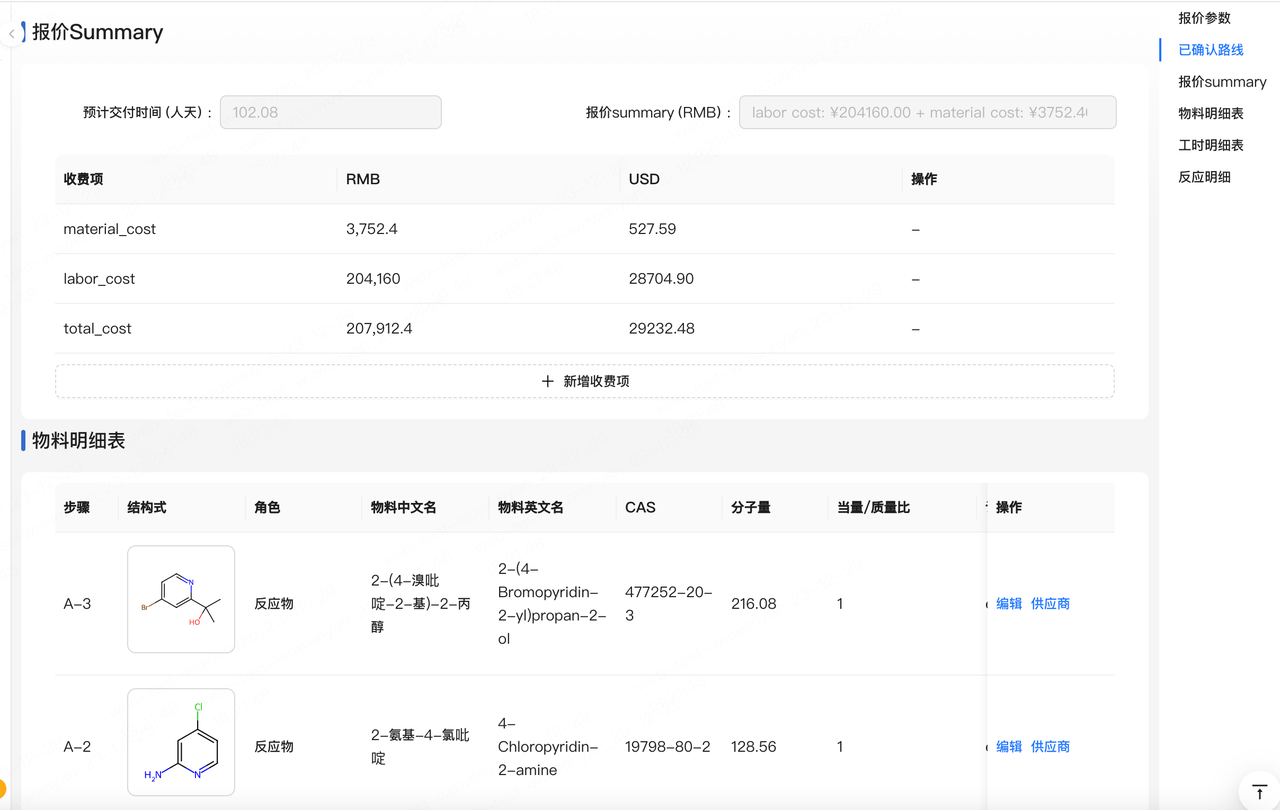 报价Summary
预计交付时间 (人天) : 102.08
报价summary (RMB) : labor cost: ¥204160.00 + material cost: ¥3752.4
收费项 RMB USD 操作
material_cost 3,752.4 527.59 –
labor_cost 204,160 28704.90 –
total_cost 207,912.4 29232.48 –
+ 新增收费项
物料明细表
步骤 结构式 角色 物料中文名 物料英文名 CAS 分子量 当量/质量比 操作
A-3
Br
N
HO
反应物
2-(4-溴吡
啶-2-基)-2-丙
醇
2-(4-
Bromopyridin-
2-yl)propan-2-
ol
477252-20-
3
216.08
1
编辑 供应商
A-2
Cl
H₂N
N
反应物
2-氨基-4-氯吡
啶
4-
Chloropyridin-
2-amine
19798-80-2
128.56
1
编辑 供应商
报价参数
已确认路线
报价summary
物料明细表
工时明细表
反应明细